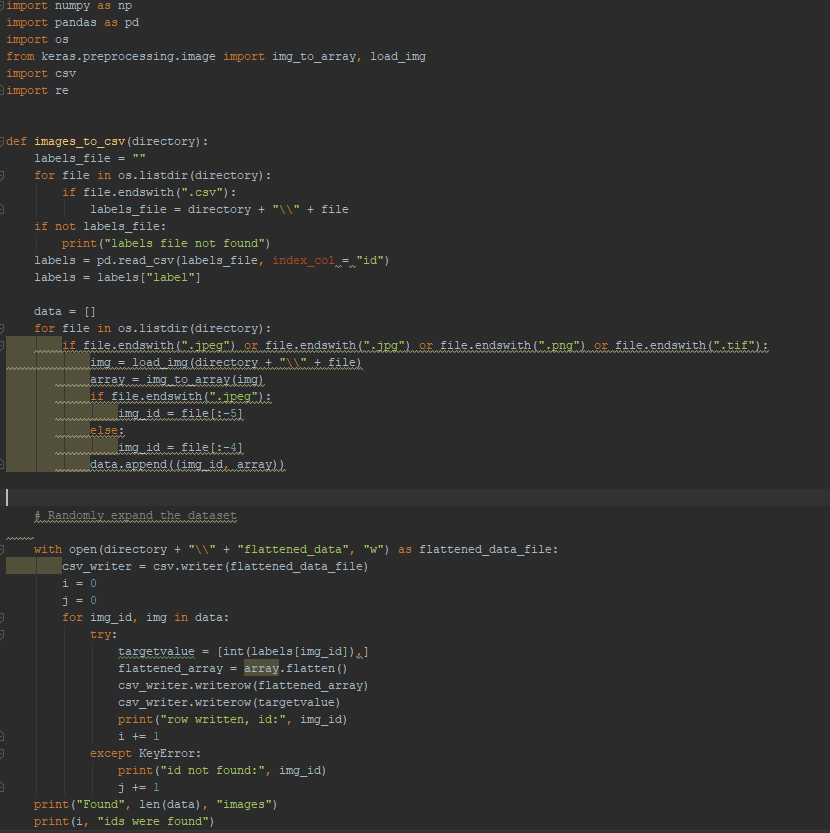 import numpy as np
import pandas as pd
import os
from keras.preprocessing.image import img_to_array, load_img
import csv
import re
def images_to_csv(directory):
    labels_file = ""
    for file in os.listdir(directory):
        if file.endswith(".csv"):
            labels_file = directory + "\\" + file
    if not labels_file:
        print("labels file not found")
    labels = pd.read_csv(labels_file, index_col = "id")
    labels = labels["label"]
    data = []
    for file in os.listdir(directory):
        if file.endswith(".jpeg") or file.endswith(".jpg") or file.endswith(".png") or file.endswith(".tif"):
            img = load_img(directory + "\\" + file)
            array = img_to_array(img)
            if file.endswith(".jpeg"):
                img_id = file[:-5]
            else:
                img_id = file[:-4]
            data.append((img_id, array))
    # Randomly expand the dataset
    with open(directory + "\\" + "flattened_data", "w") as flattened_data_file:
        csv_writer = csv.writer(flattened_data_file)
        i = 0
        j = 0
        for img_id, img in data:
            try:
                targetvalue = [int(labels[img_id]),]
                flattened_array = array.flatten()
                csv_writer.writerow(flattened_array)
                csv_writer.writerow(targetvalue)
                print("row written, id:", img_id)
                i += 1
            except KeyError:
                print("id not found:", img_id)
                j += 1
    print("Found", len(data), "images")
    print(i, "ids were found")